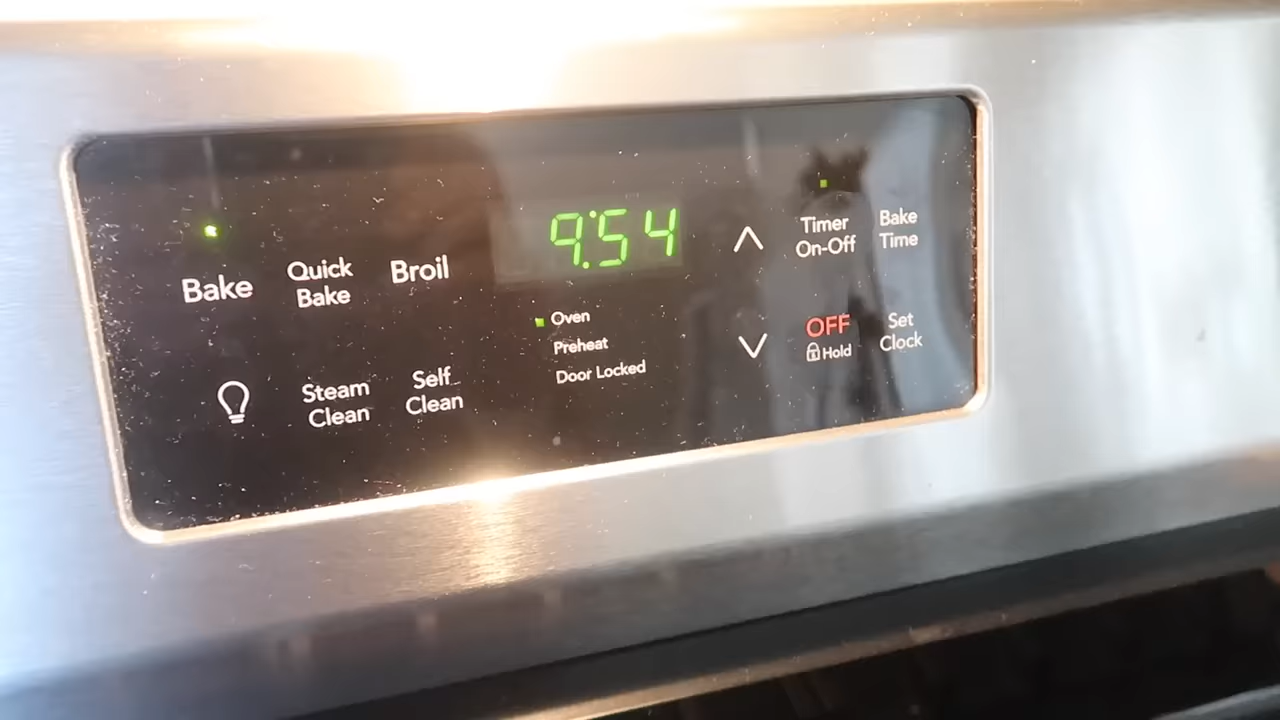 9:54
Timer
On-Off
Bake
Time
Bake
Quick
Bake
Broil
Oven
Preheat
Door Locked
OFF
Hold
Set
Clock
Steam
Clean
Self
Clean